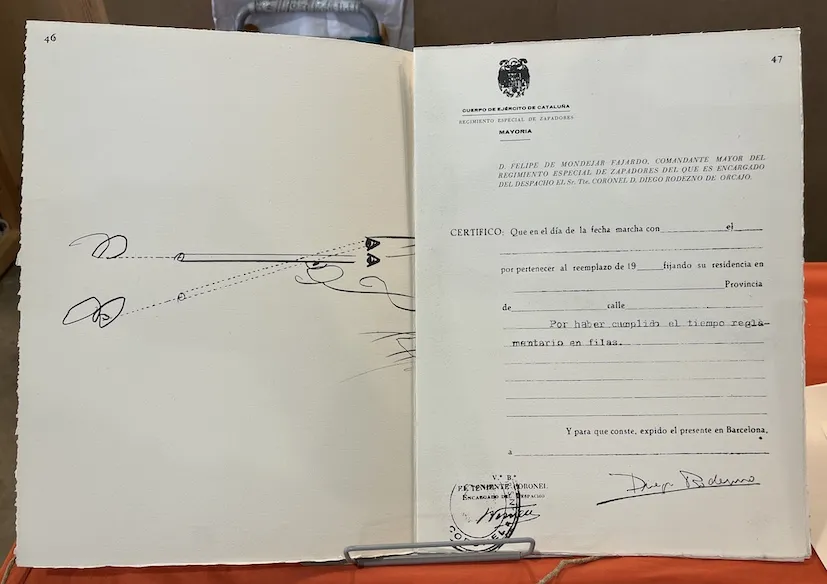 46
47
CUERPO DE EJÉRCITO DE CATALUÑA
REGIMIENTO ESPECIAL DE ZAPADORES
MAYORIA
D. FELIPE DE MONDEJAR FAJARDO, COMANDANTE MAYOR DEL
REGIMIENTO ESPECIAL DE ZAPADORES DEL QUE ES ENCARGADO
DEL DESPACHO EL Sr. Tte. CORONEL D. DIEGO RODEZNO DE ORCAJO.
CERTIFICO: Que en el día de la fecha marcha con el
por pertenecer al reemplazo de 19 fijando su residencia en
Provincia
de calle
Por haber cumplido el tiempo regla-
mentario en filas.
Y para que conste, expido el presente en Barcelona,
a
V.º B.º
EL TENIENTE CORONEL
ENCARGADO DEL DESPACHO
Diego Rodezno